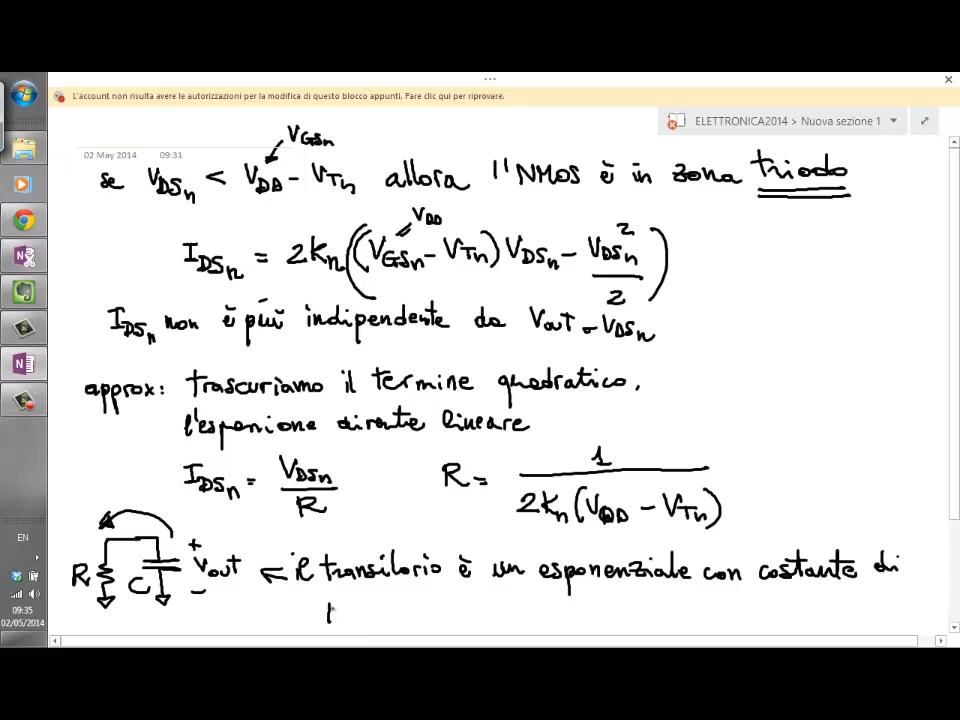 L'account non risulta avere le autorizzazioni per la modifica di questo blocco appunti. Fare clic qui per riprovare.
ELETTRONICA2014 > Nuova sezione 1
02 May 2014 09:31
VGSn
se VDSn < VDD - VTn allora l'NMOS è in zona triodo
VDD
IDSn = 2Kn((VGSn - VTn) VDSn - VDSn²/2)
IDSn non è più indipendente da Vout = VDSn
approx: trascuriamo il termine quadratico.
l'espressione diventa lineare
IDSn = VDSn/R R = 1/(2Kn(VDD - VTn))
R C + Vout - ⇐ il transitorio è un esponenziale con costante di
EN
09:35
02/05/2014